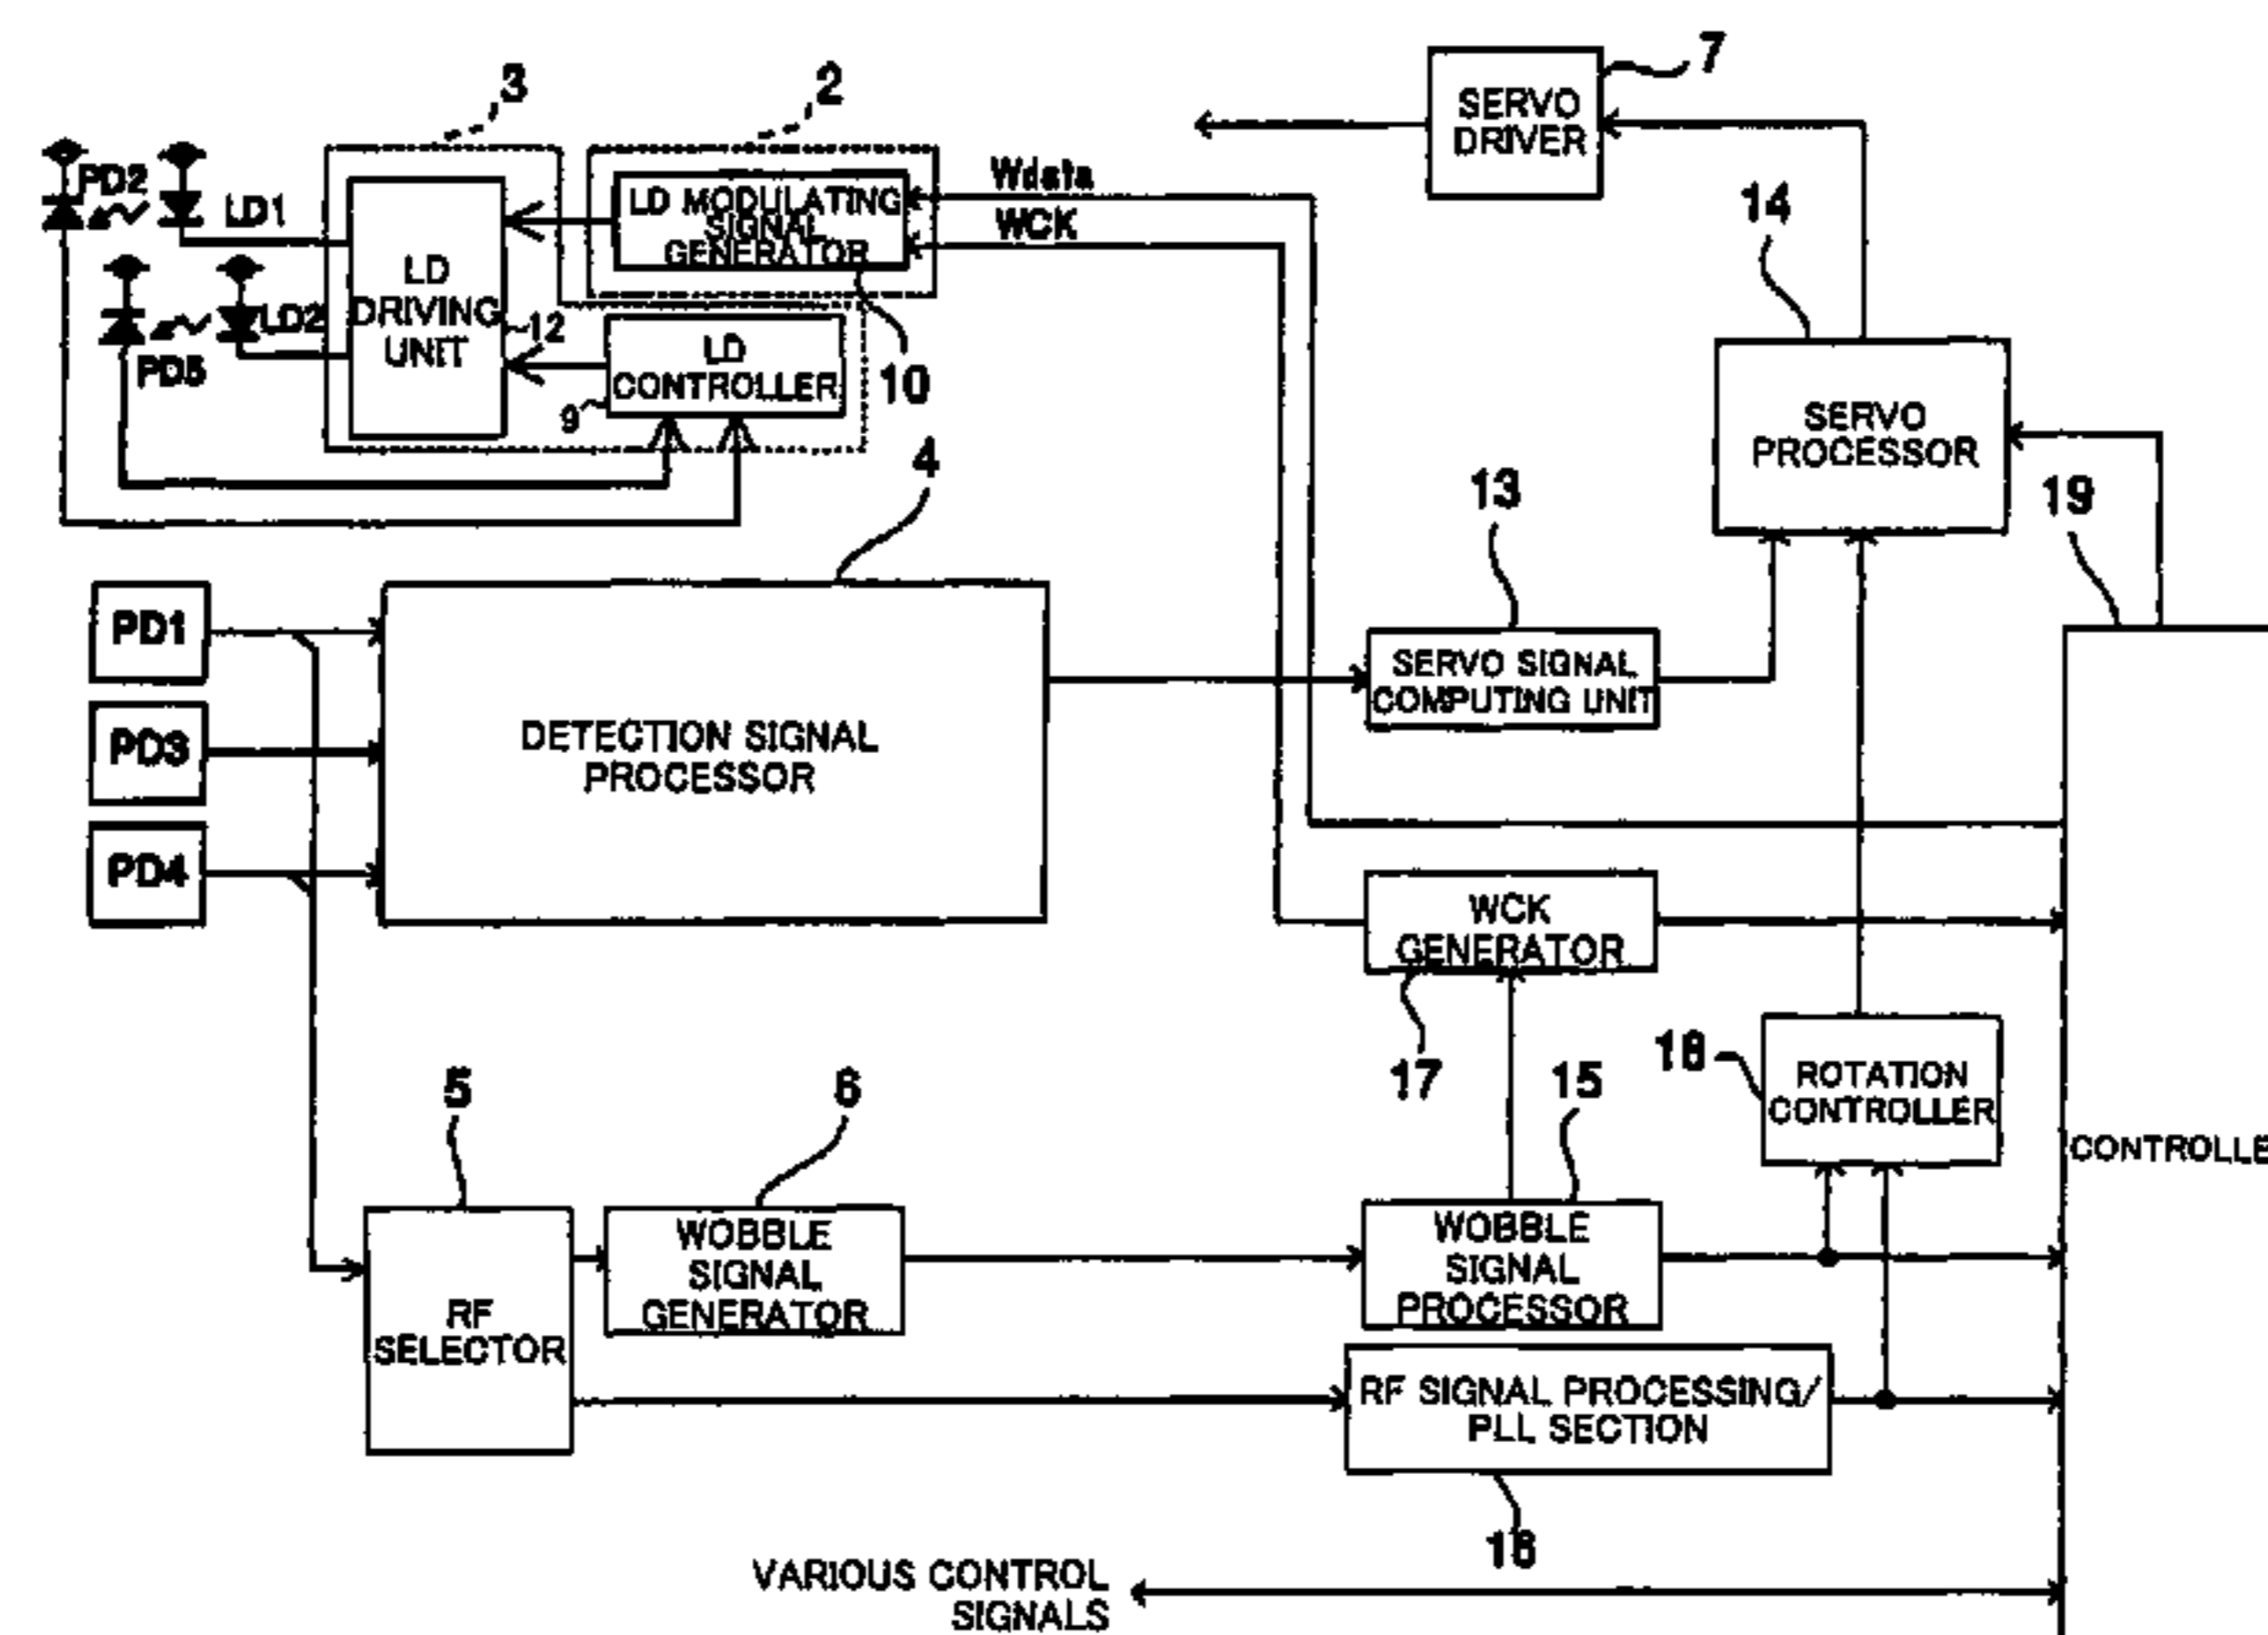 3
2
7
PD2
LD1
Wdata
WCK
LD MODULATING
SIGNAL
GENERATOR
SERVO
DRIVER
14
LD
DRIVING
UNIT
12
LD2
PD5
LD
CONTROLLER
9
10
SERVO
PROCESSOR
4
13
19
PD1
PD3
PD4
DETECTION SIGNAL
PROCESSOR
SERVO SIGNAL
COMPUTING UNIT
WCK
GENERATOR
17
15
18
ROTATION
CONTROLLER
CONTROLLE
5
6
RF
SELECTOR
WOBBLE
SIGNAL
GENERATOR
WOBBLE
SIGNAL
PROCESSOR
RF SIGNAL PROCESSING/
PLL SECTION
16
VARIOUS CONTROL
SIGNALS